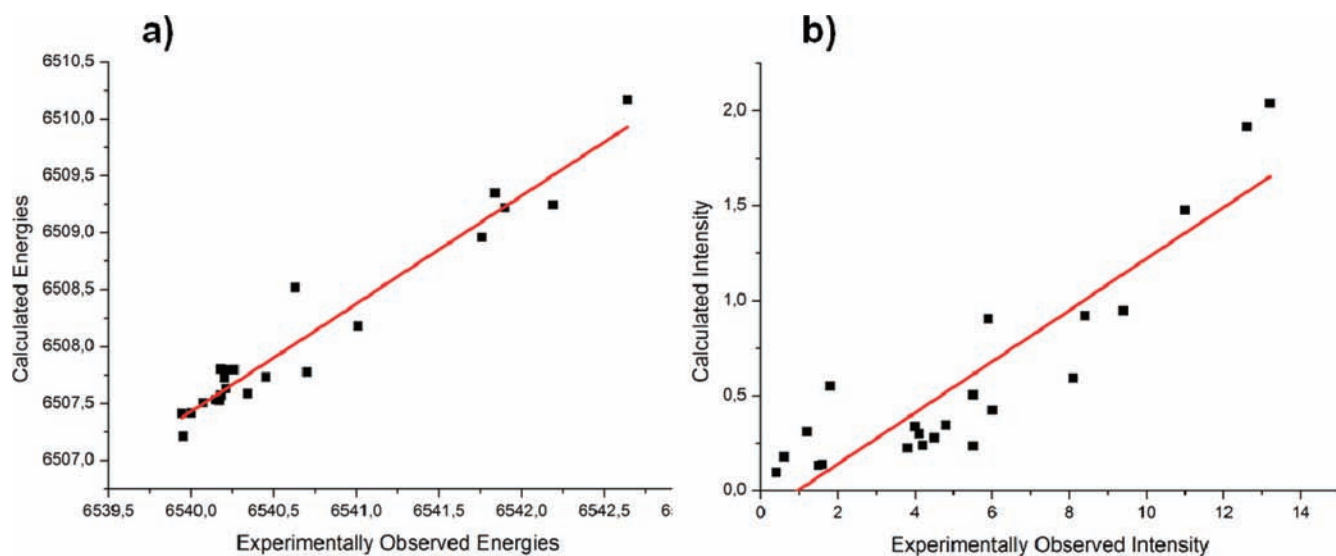 a)
6510,5
6510,0
6509,5
6509,0
6508,5
6508,0
6507,5
6507,0
Calculated Energies
6539,5 6540,0 6540,5 6541,0 6541,5 6542,0 6542,5
Experimentally Observed Energies
b)
2,0
1,5
1,0
0,5
0,0
Calculated Intensity
0 2 4 6 8 10 12 14
Experimentally Observed Intensity